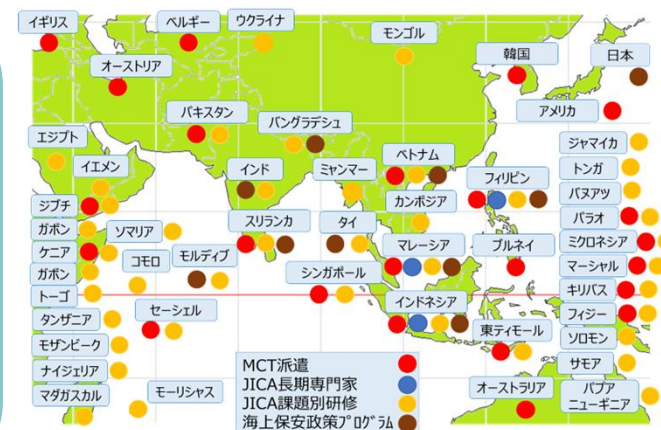 イギリス
ベルギー
ウクライナ
モンゴル
韓国
日本
オーストリア
アメリカ
パキスタン
バングラデシュ
エジプト
イエメン
インド
ミャンマー
ベトナム
フィリピン
ジャマイカ
トンガ
バヌアツ
ジブチ
カンボジア
パラオ
ガボン
ソマリア
スリランカ
タイ
ミクロネシア
ケニア
コモロ
モルディブ
マレーシア
ブルネイ
マーシャル
ガボン
シンガポール
キリバス
トーゴ
セーシェル
インドネシア
フィジー
タンザニア
東ティモール
ソロモン
モザンビーク
サモア
ナイジェリア
オーストラリア
パプア
ニューギニア
マダガスカル
モーリシャス
MCT派遣
JICA長期専門家
JICA課題別研修
海上保安政策プログラム